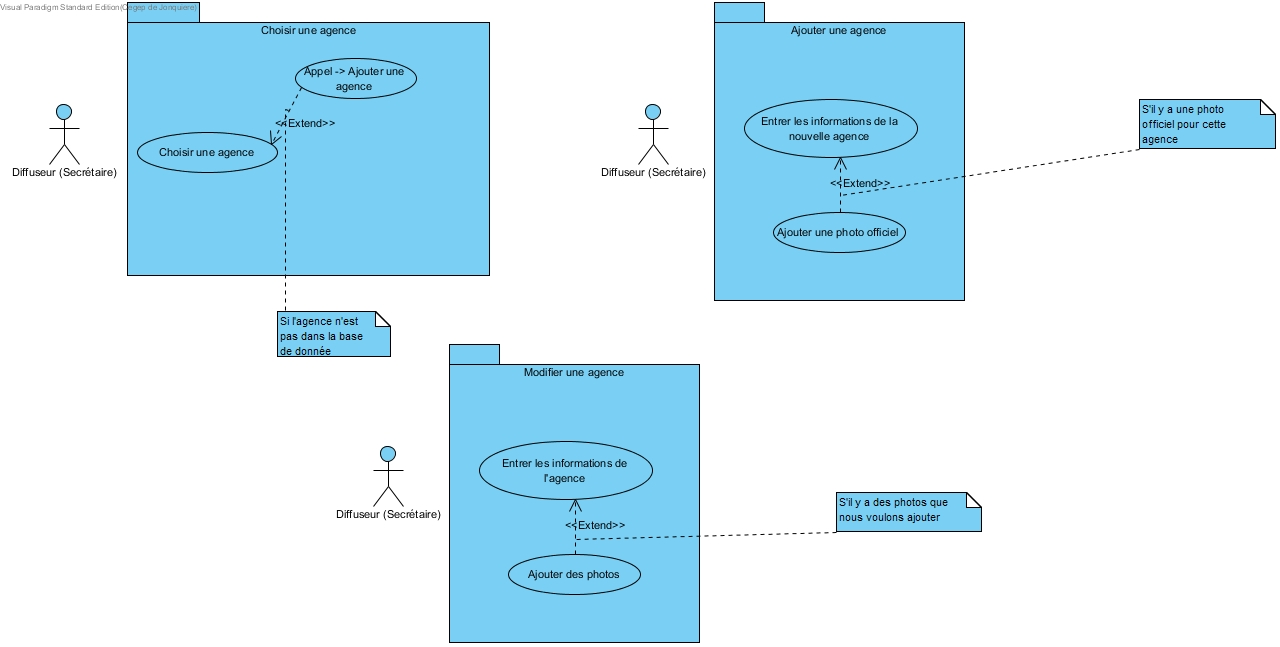 Visual Paradigm Standard Edition(Cegep de Jonquiere)
Choisir une agence
Appel -> Ajouter une
agence
<<Extend>>
Choisir une agence
Diffuseur (Secrétaire)
Si l'agence n'est
pas dans la base
de donnée
Ajouter une agence
Entrer les informations de la
nouvelle agence
<<Extend>>
Ajouter une photo officiel
Diffuseur (Secrétaire)
S'il y a une photo
officiel pour cette
agence
Modifier une agence
Entrer les informations de
l'agence
<<Extend>>
Ajouter des photos
Diffuseur (Secrétaire)
S'il y a des photos que
nous voulons ajouter